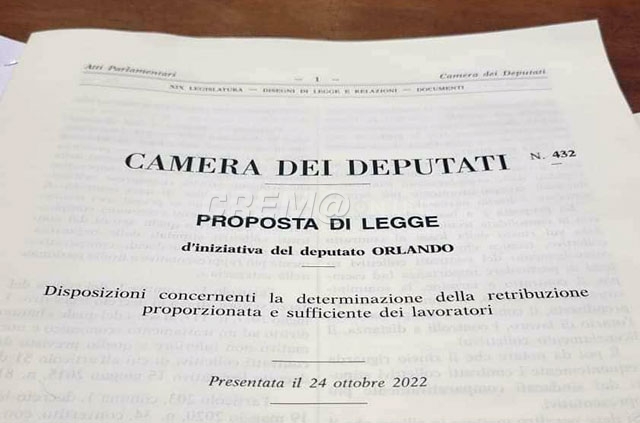 Atti Parlamentari — 1 — Camera dei Deputati
XIX LEGISLATURA — DISEGNI DI LEGGE E RELAZIONI — DOCUMENTI
CAMERA DEI DEPUTATI N. 432
CREM@
PROPOSTA DI LEGGE
d'iniziativa del deputato ORLANDO
Disposizioni concernenti la determinazione della retribuzione
proporzionata e sufficiente dei lavoratori
Presentata il 24 ottobre 2022